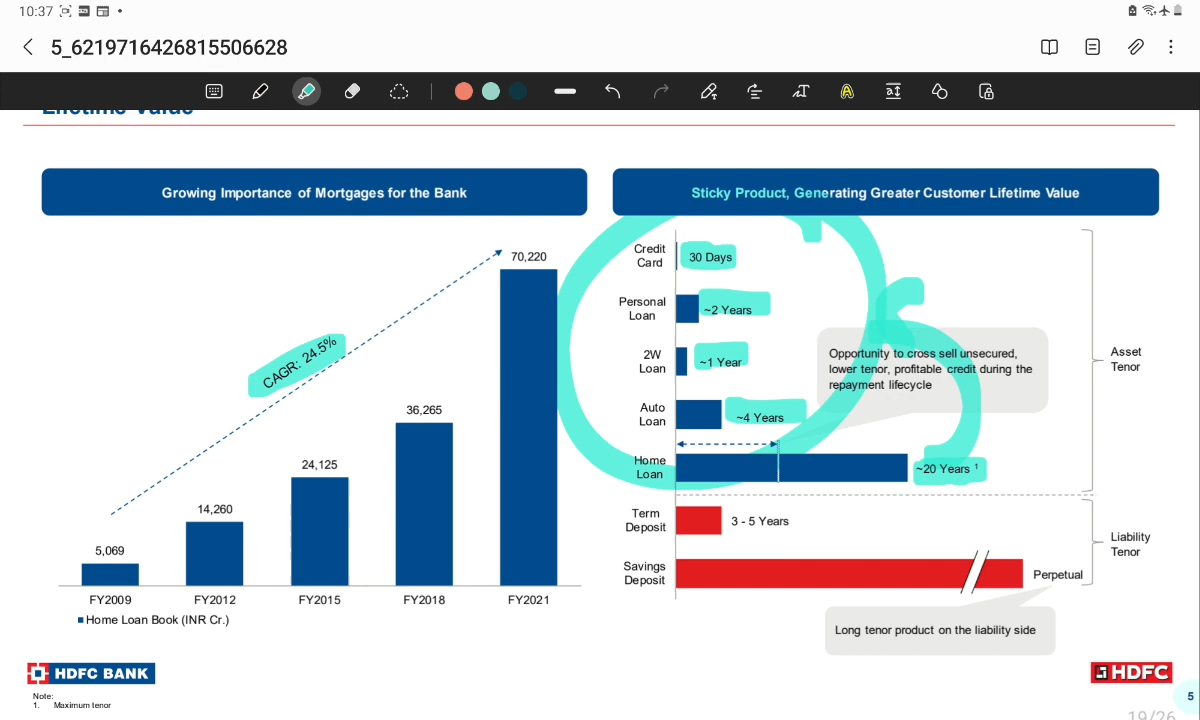 10:37
5_6219716426815506628
Lifetime Value
Growing Importance of Mortgages for the Bank
70,220
CAGR: 24.5%
36,265
24,125
14,260
5,069
FY2009 FY2012 FY2015 FY2018 FY2021
Home Loan Book (INR Cr.)
Sticky Product, Generating Greater Customer Lifetime Value
Credit
Card
30 Days
Personal
Loan
~2 Years
2W
Loan
~1 Year
Auto
Loan
~4 Years
Home
Loan
~20 Years 1
Opportunity to cross sell unsecured,
lower tenor, profitable credit during the
repayment lifecycle
Asset
Tenor
Term
Deposit
3 - 5 Years
Savings
Deposit
Perpetual
Liability
Tenor
Long tenor product on the liability side
HDFC BANK
HDFC
Note:
1. Maximum tenor
5
19/26